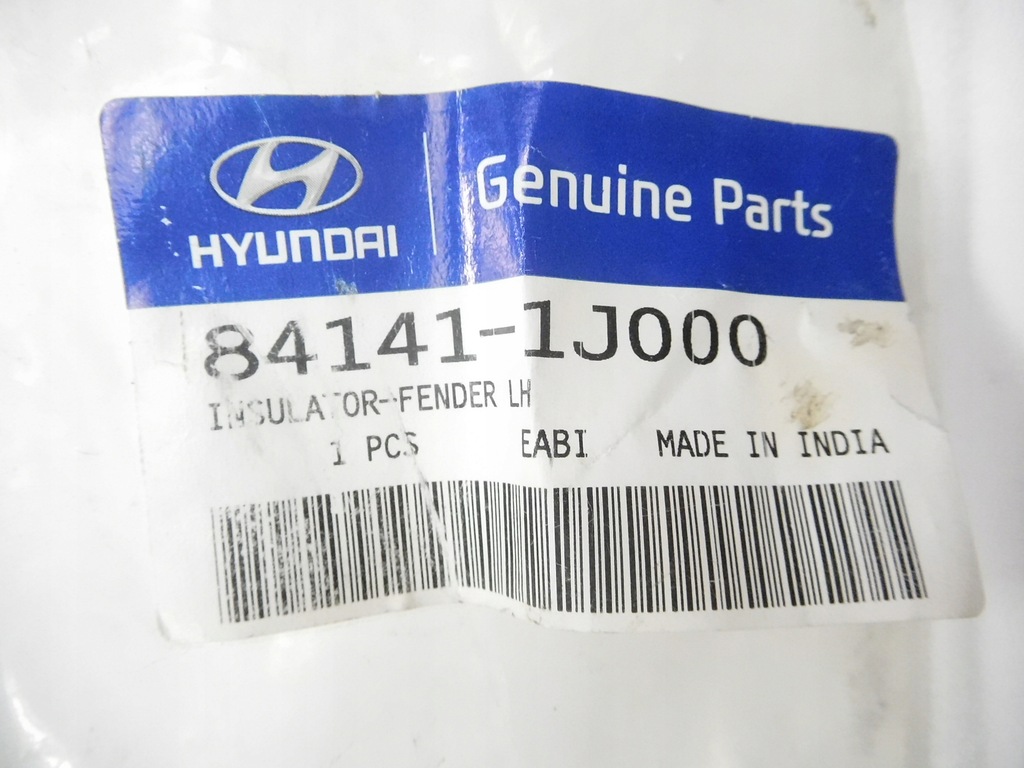 HYUNDAI
Genuine Parts
84141-1J000
INSULATOR-FENDER LH
1 PCS EABI MADE IN INDIA